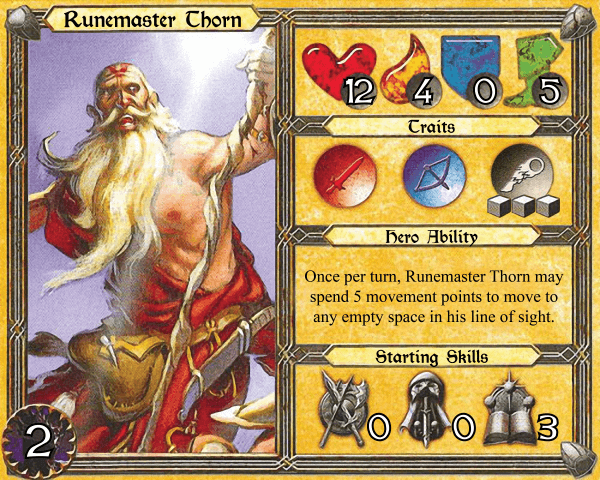 Runemaster Thorn
12 4 0 5
Traits
Hero Ability
Once per turn, Runemaster Thorn may
spend 5 movement points to move to
any empty space in his line of sight.
Starting Skills
0 0 3
2